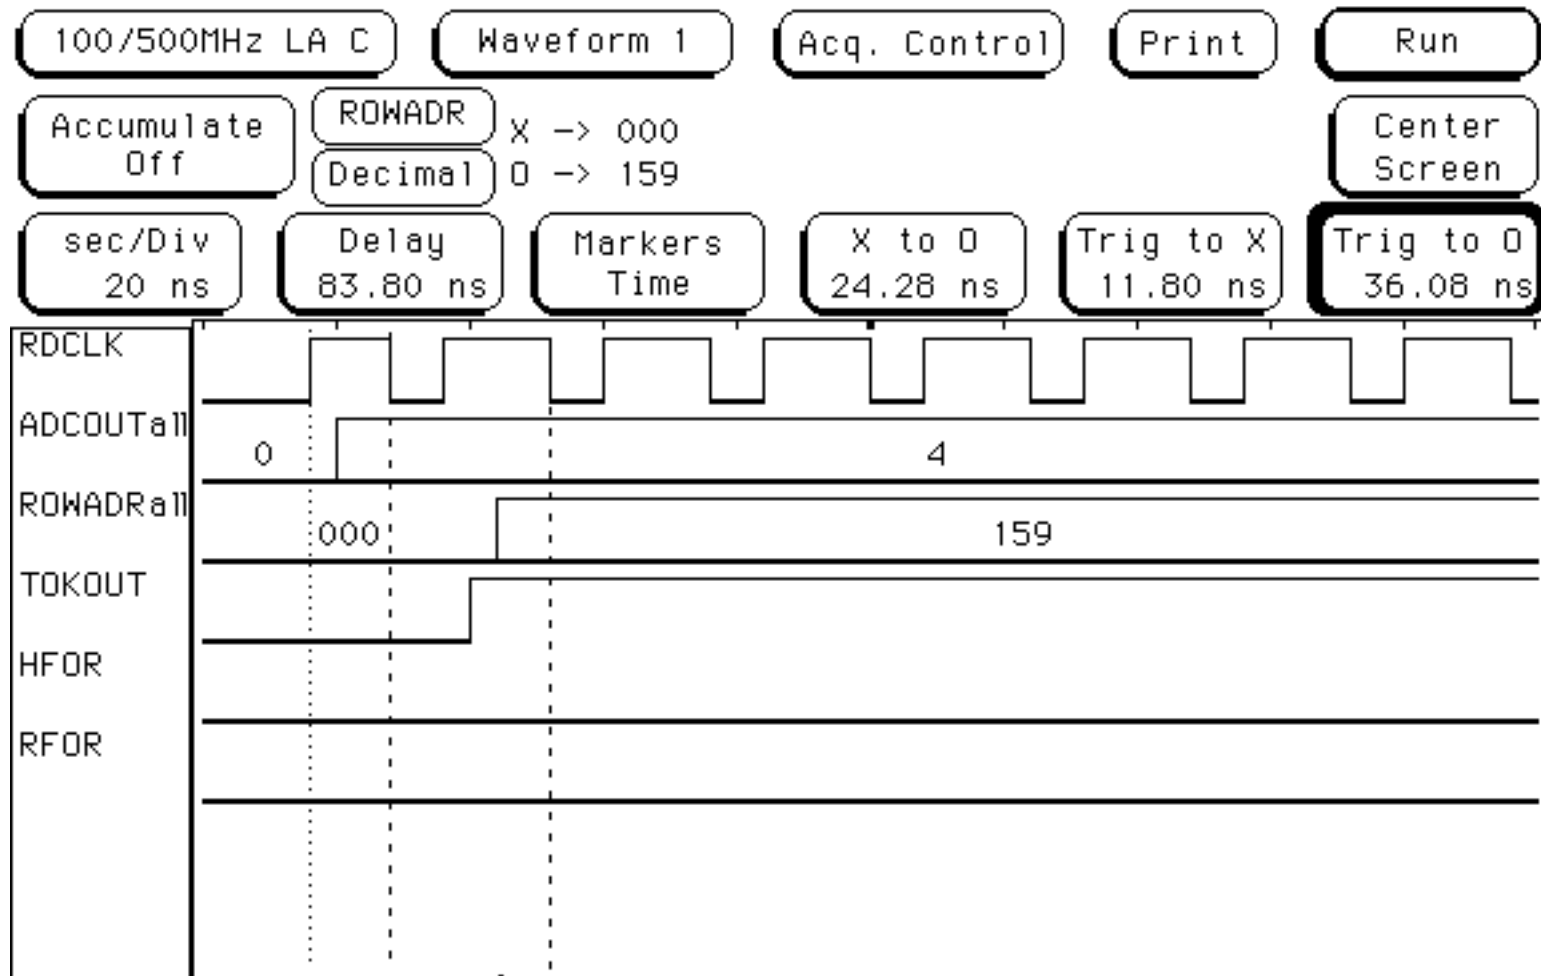 100/500MHz LA C
Waveform 1
Acq. Control
Print
Run
Accumulate
Off
ROWADR
Decimal
X -> 000
O -> 159
Center
Screen
sec/Div
20 ns
Delay
83.80 ns
Markers
Time
X to O
24.28 ns
Trig to X
11.80 ns
Trig to O
36.08 ns
RDCLK
ADCOUTall
0
4
ROWADRall
000
159
TOKOUT
HFOR
RFOR